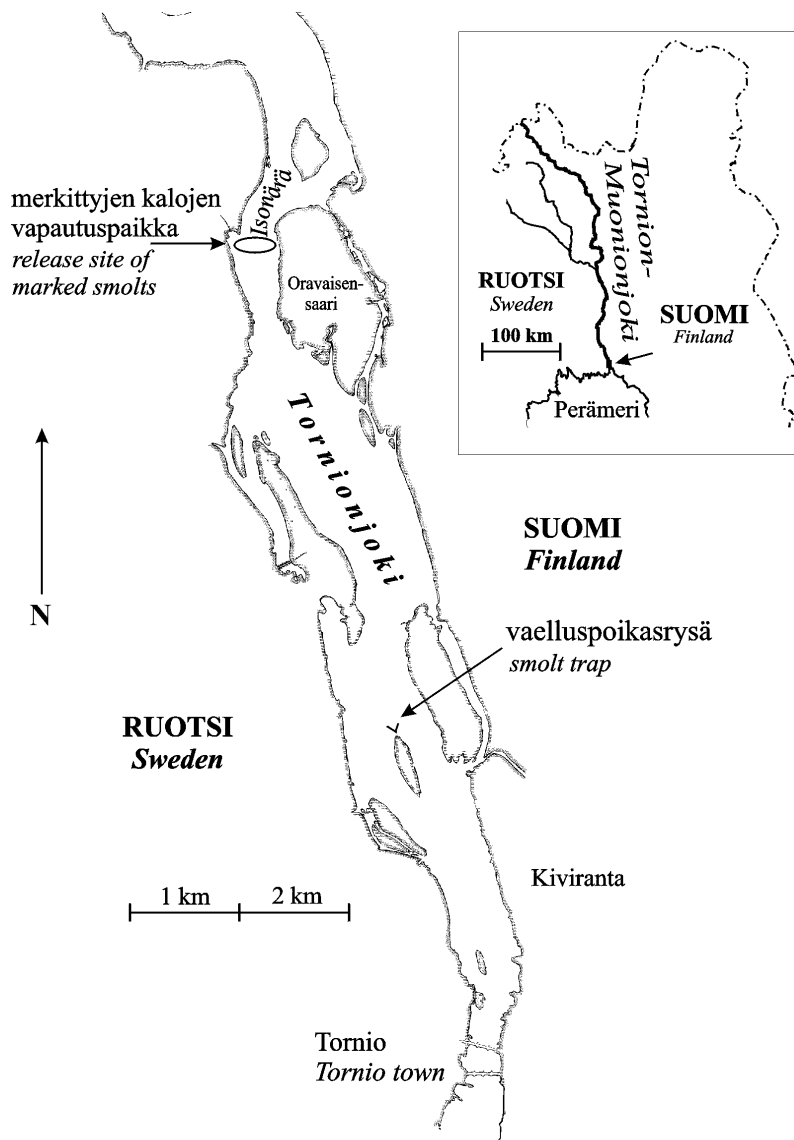 merkittyjen kalojen
vapautuspaikka
release site of
marked smolts
Isonärä
Oravaisen-
saari
Tornionjoki
N
SUOMI
Finland
vaelluspoikasrysä
smolt trap
RUOTSI
Sweden
1 km
2 km
Kiviranta
Tornio
Tornio town
Tornion-
Muonionjoki
RUOTSI
Sweden
SUOMI
Finland
100 km
Perämeri